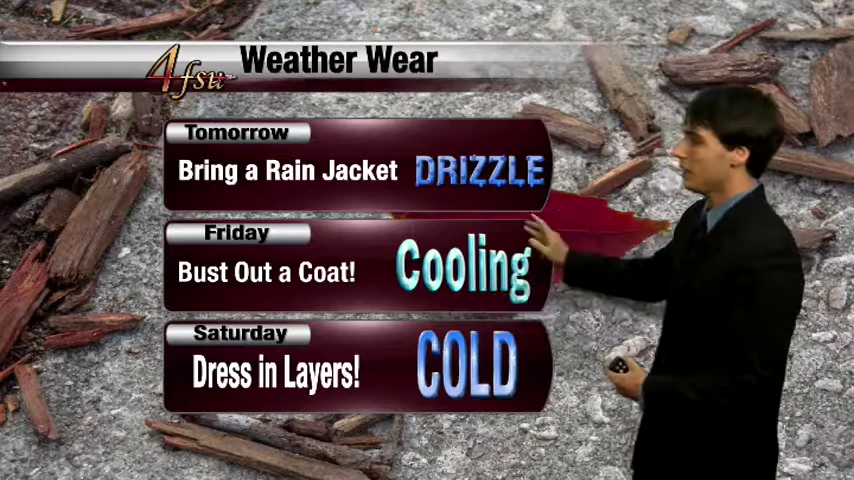 4fsu Weather Wear
Tomorrow
Bring a Rain Jacket DRIZZLE
Friday
Bust Out a Coat! Cooling
Saturday
Dress in Layers! COLD